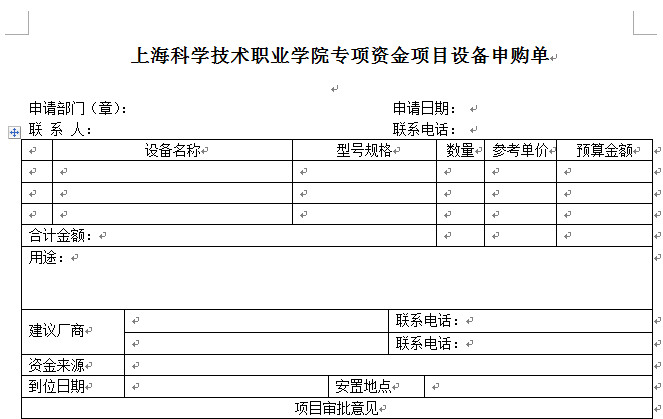 上海科学技术职业学院专项资金项目设备申购单
申请部门（章）： 申请日期：
联 系 人： 联系电话：
设备名称 型号规格 数量 参考单价 预算金额
合计金额：
用途：
建议厂商 联系电话：
联系电话：
资金来源
到位日期 安置地点
项目审批意见